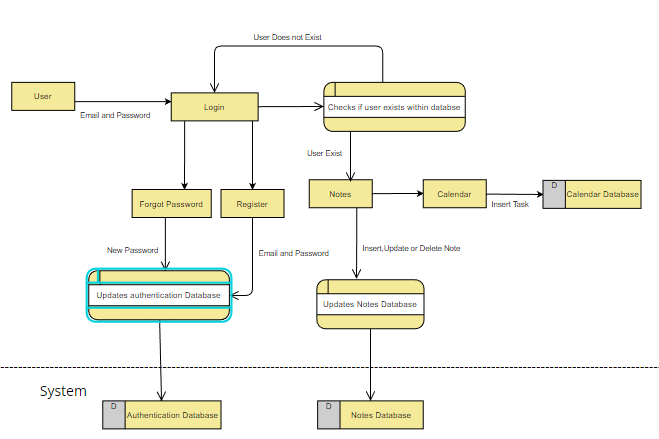 User Does not Exist
User
Login
Checks if user exists within databse
Email and Password
User Exist
Forgot Password
Register
Notes
Calendar
D
Calendar Database
Insert Task
New Password
Email and Password
Insert,Update or Delete Note
Updates authentication Database
Updates Notes Database
System
D
Authentication Database
D
Notes Database